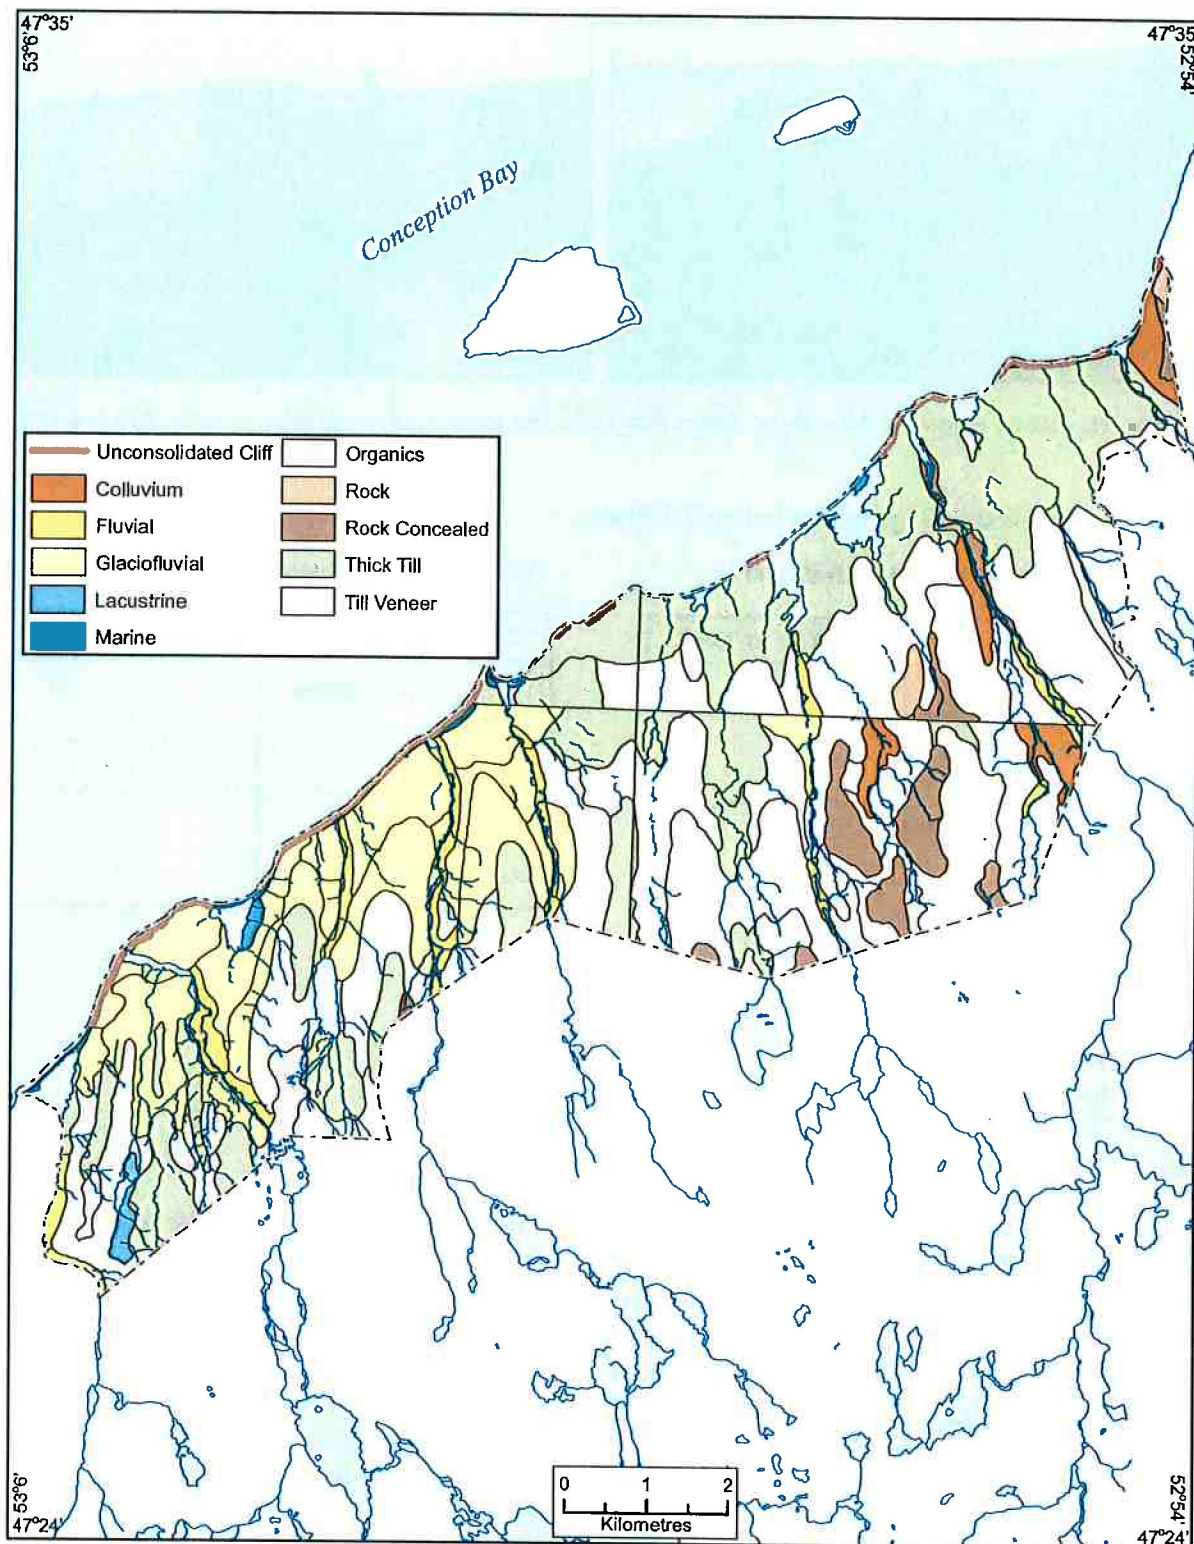 47°35'
53°6'
47°35'
52°54'
Conception Bay
Unconsolidated Cliff
Colluvium
Fluvial
Glaciofluvial
Lacustrine
Marine
Organics
Rock
Rock Concealed
Thick Till
Till Veneer
0 1 2
Kilometres
53°6'
47°24'
52°54'
47°24'